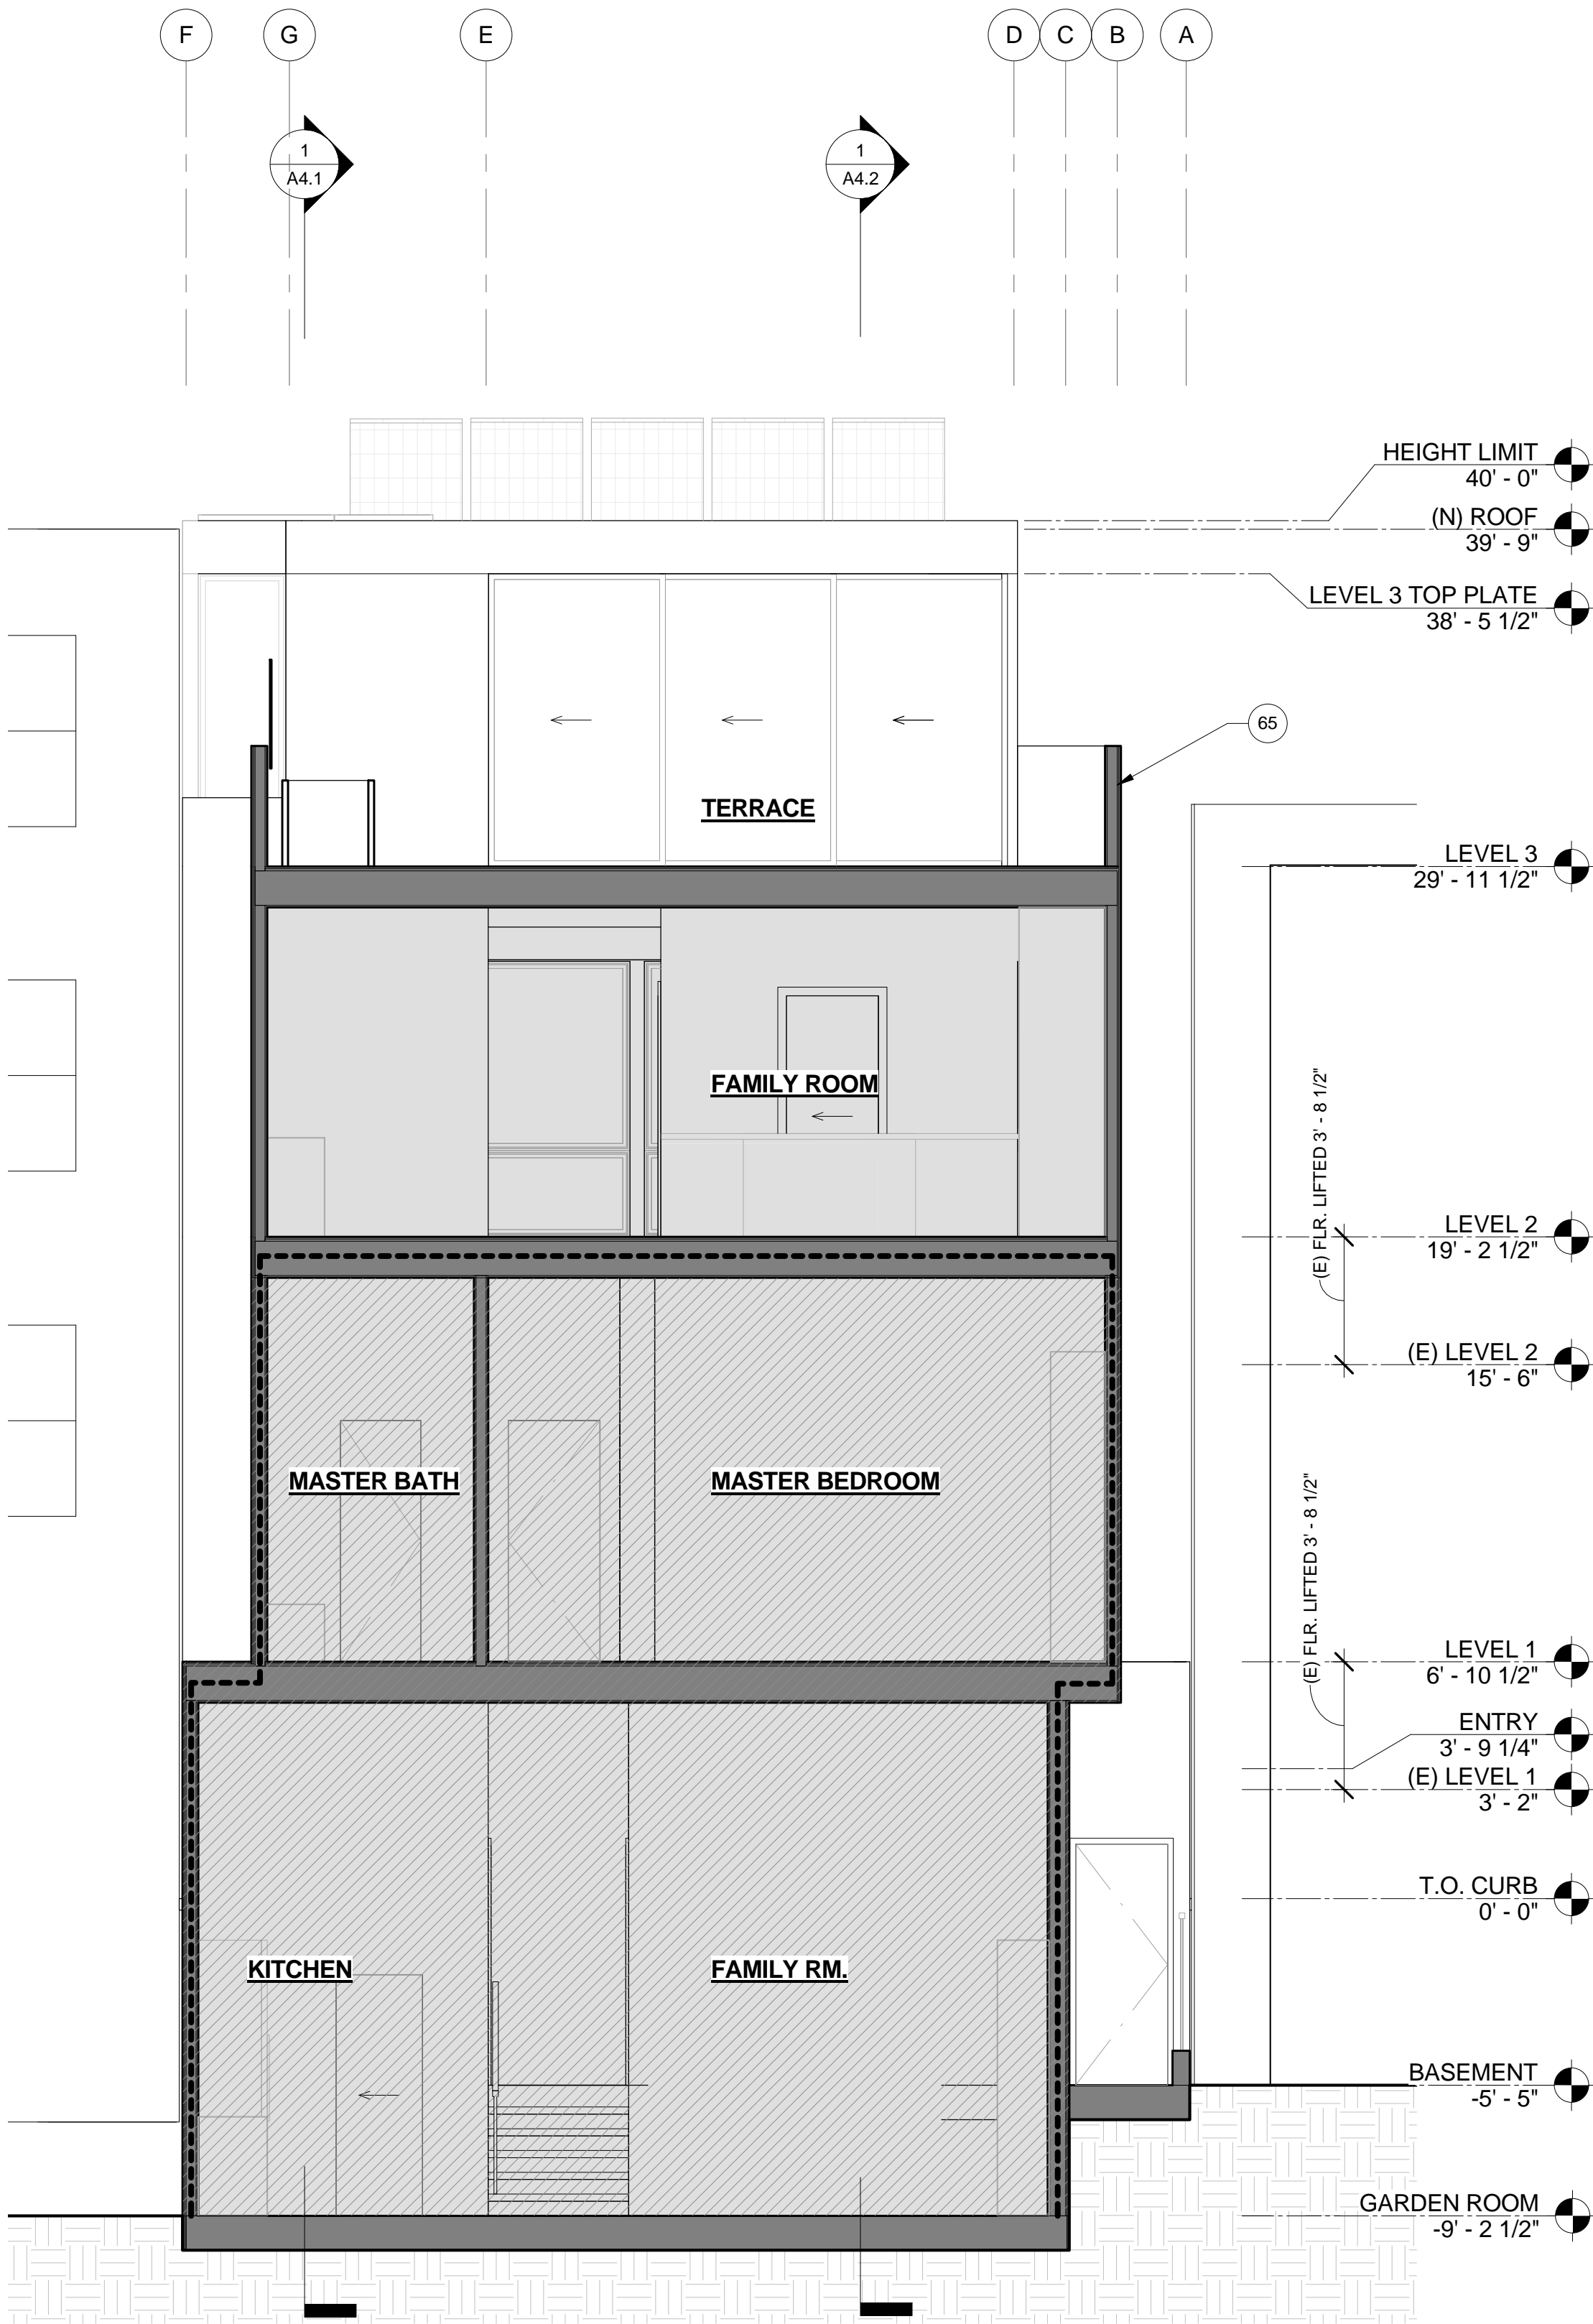 F
G
E
D
C
B
A
1
A4.1
1
A4.2
HEIGHT LIMIT
40' - 0"
(N) ROOF
39' - 9"
LEVEL 3 TOP PLATE
38' - 5 1/2"
65
TERRACE
LEVEL 3
29' - 11 1/2"
FAMILY ROOM
(E) FLR. LIFTED 3' - 8 1/2"
LEVEL 2
19' - 2 1/2"
(E) LEVEL 2
15' - 6"
MASTER BATH
MASTER BEDROOM
(E) FLR. LIFTED 3' - 8 1/2"
LEVEL 1
6' - 10 1/2"
ENTRY
3' - 9 1/4"
(E) LEVEL 1
3' - 2"
T.O. CURB
0' - 0"
KITCHEN
FAMILY RM.
BASEMENT
-5' - 5"
GARDEN ROOM
-9' - 2 1/2"